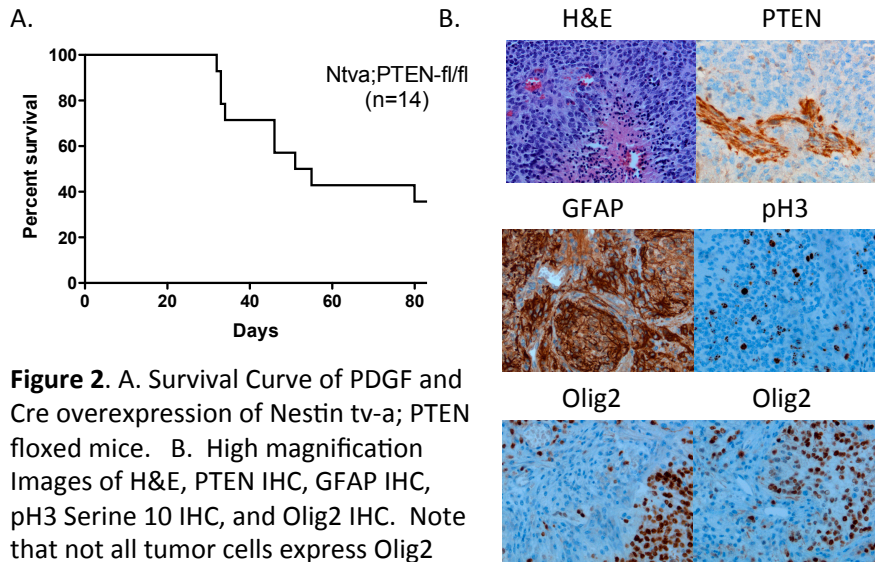 A.
B.
Percent survival
100
80
60
40
20
0
0 20 40 60 80
Days
Ntva;PTEN-fl/fl
(n=14)
H&E PTEN
GFAP pH3
Olig2 Olig2
Figure 2. A. Survival Curve of PDGF and
Cre overexpression of Nestin tv-a; PTEN
floxed mice. B. High magnification
Images of H&E, PTEN IHC, GFAP IHC,
pH3 Serine 10 IHC, and Olig2 IHC. Note
that not all tumor cells express Olig2